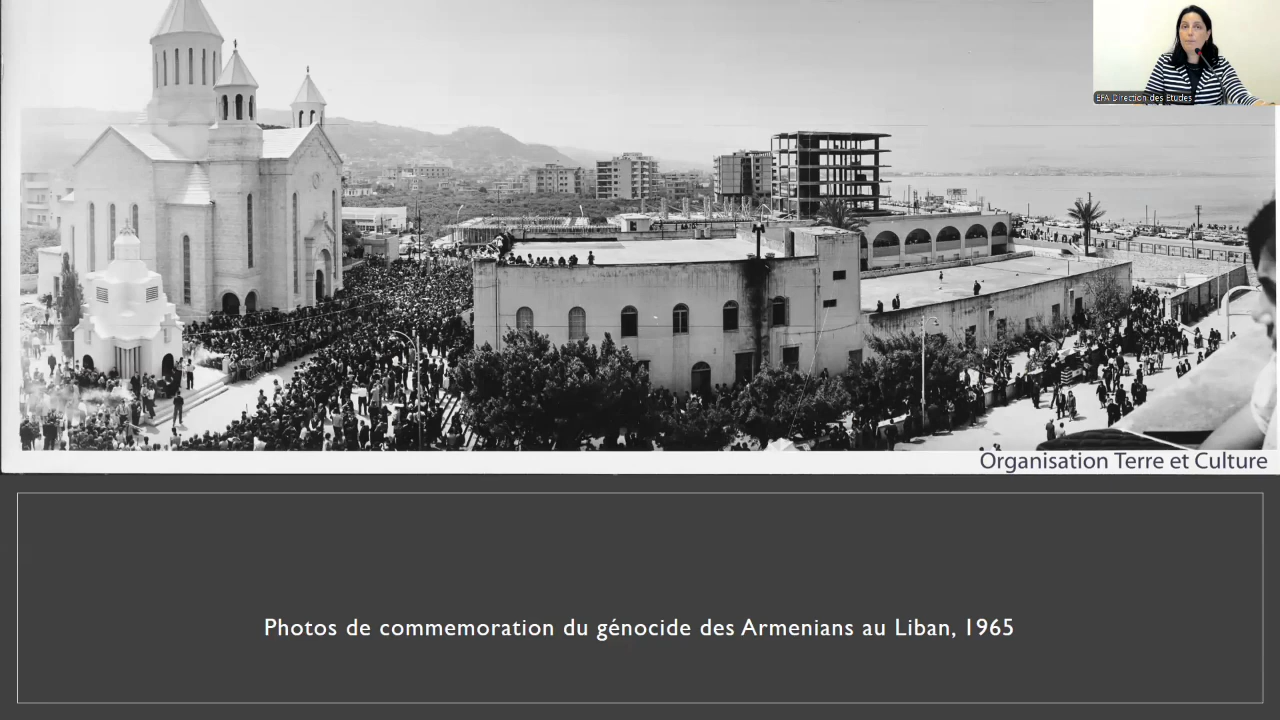 EFA Direction des Etudes
Organisation Terre et Culture
Photos de commemoration du génocide des Armenians au Liban, 1965